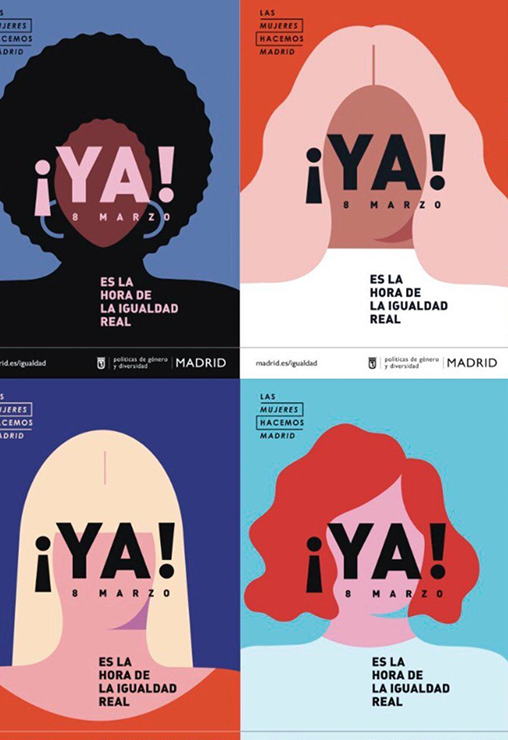 LAS
MUJERES
HACEMOS
MADRID
¡YA!
8 MARZO
ES LA
HORA DE
LA IGUALDAD
REAL
madrid.es/igualdad
políticas de género
y diversidad
MADRID
LAS
MUJERES
HACEMOS
MADRID
¡YA!
8 MARZO
ES LA
HORA DE
LA IGUALDAD
REAL
madrid.es/igualdad
políticas de género
y diversidad
MADRID
LAS
MUJERES
HACEMOS
MADRID
¡YA!
8 MARZO
ES LA
HORA DE
LA IGUALDAD
REAL
LAS
MUJERES
HACEMOS
MADRID
¡YA!
8 MARZO
ES LA
HORA DE
LA IGUALDAD
REAL